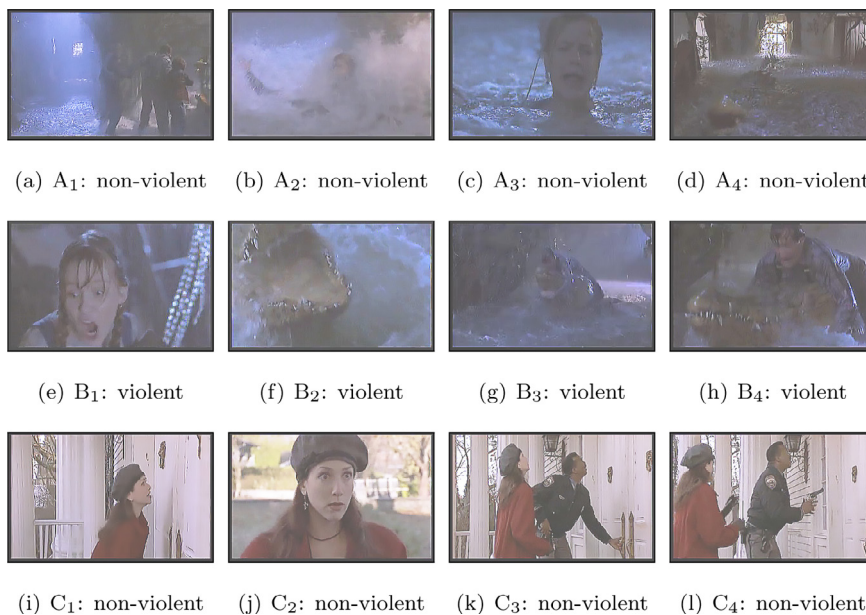 (a) A₁: non-violent (b) A₂: non-violent (c) A₃: non-violent (d) A₄: non-violent
(e) B₁: violent (f) B₂: violent (g) B₃: violent (h) B₄: violent
(i) C₁: non-violent (j) C₂: non-violent (k) C₃: non-violent (l) C₄: non-violent